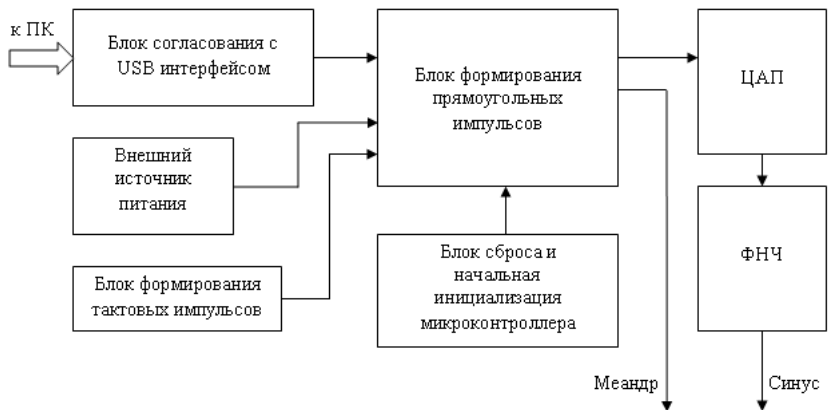 к ПК
Блок согласования с
USB интерфейсом
Блок формирования
прямоугольных
импульсов
ЦАП
Внешний
источник
питания
Блок формирования
тактовых импульсов
Блок сброса и
начальная
инициализация
микроконтроллера
ФНЧ
Меандр
Синус